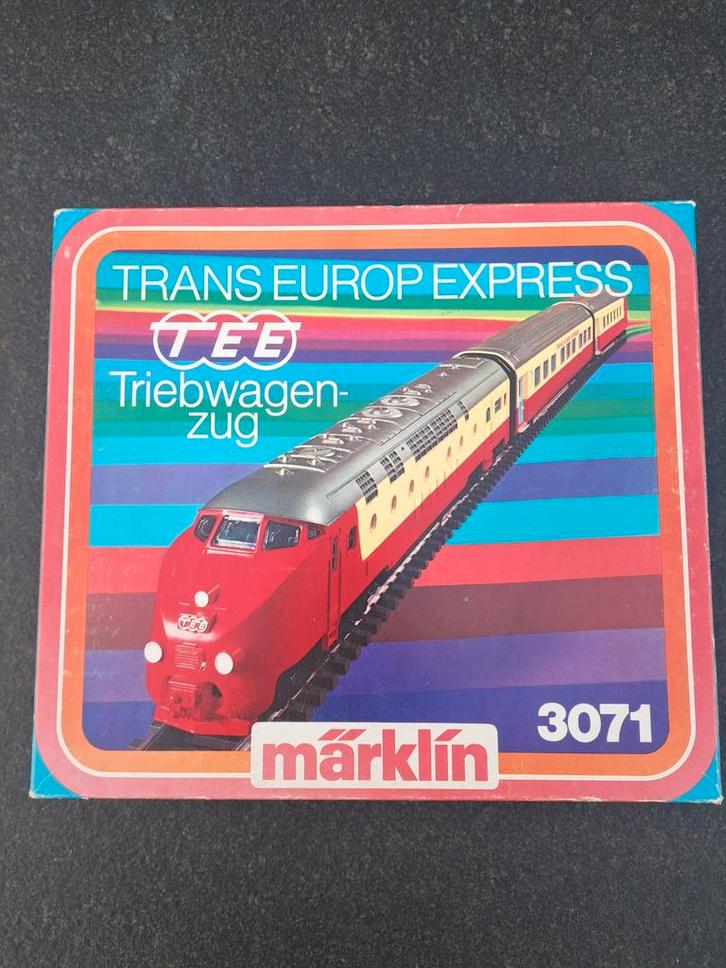 TRANS EUROP EXPRESS
TEE
Triebwagen-
zug
TEE
3071
märklin